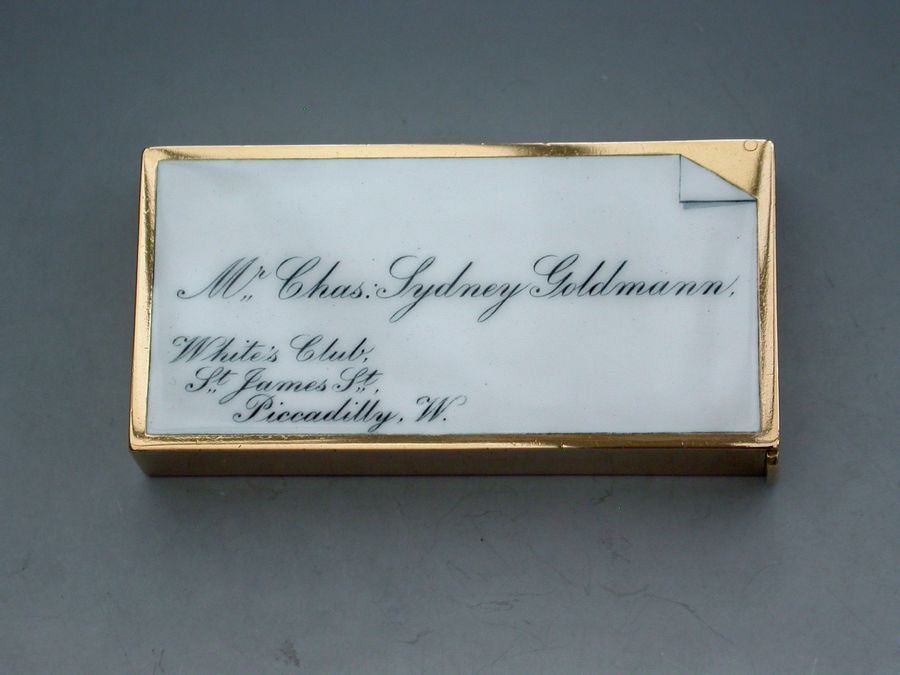 Mr,, Chas: Sydney Goldmann.
White's Club,
St,, James St,,,
Piccadilly, W.